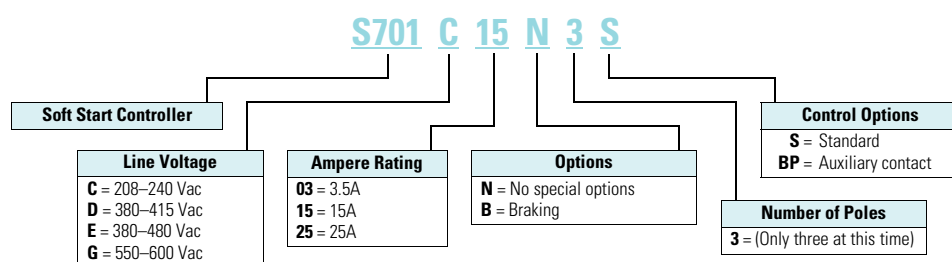 S701 C 15 N 3 S
Soft Start Controller
Line Voltage
C = 208–240 Vac
D = 380–415 Vac
E = 380–480 Vac
G = 550–600 Vac
Ampere Rating
03 = 3.5A
15 = 15A
25 = 25A
Options
N = No special options
B = Braking
Number of Poles
3 = (Only three at this time)
Control Options
S = Standard
BP = Auxiliary contact